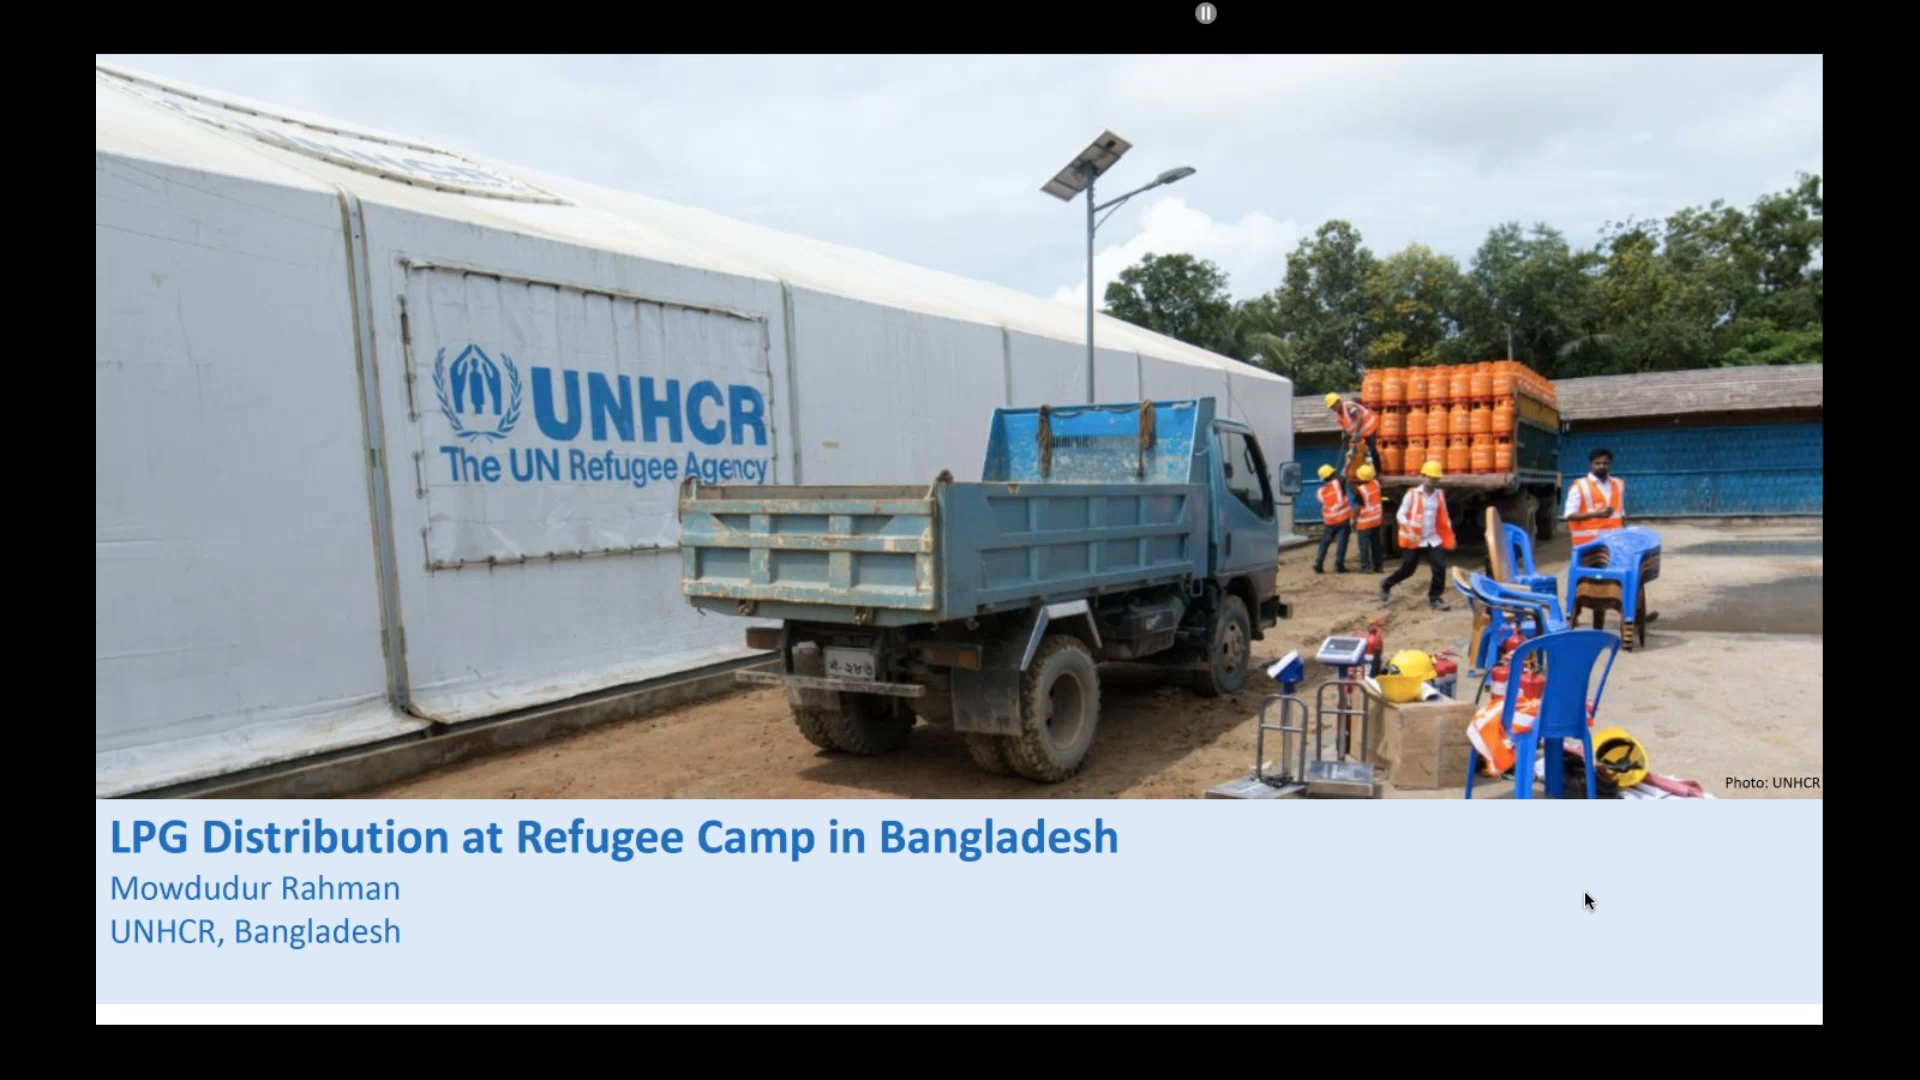 UNHCR
The UN Refugee Agency
Photo: UNHCR
LPG Distribution at Refugee Camp in Bangladesh
Mowdudur Rahman
UNHCR, Bangladesh